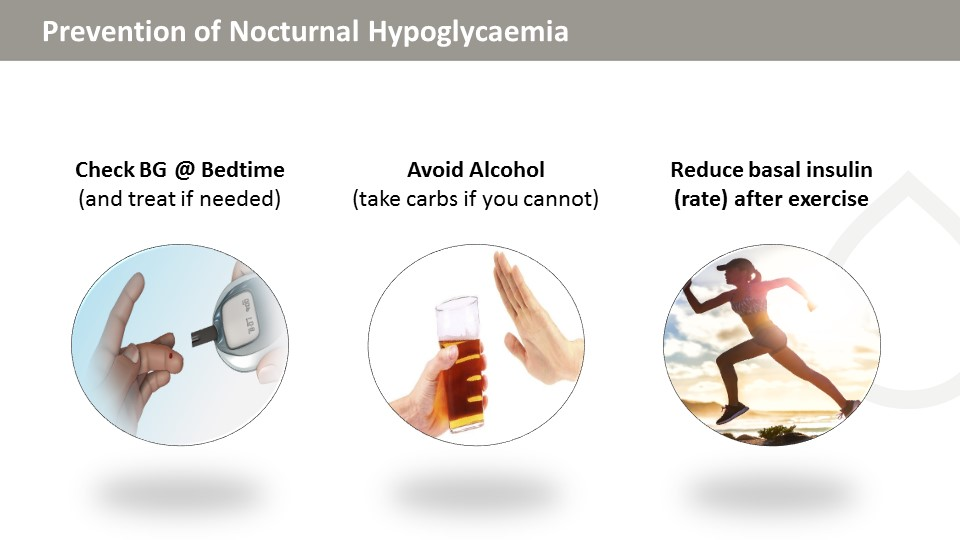 Prevention of Nocturnal Hypoglycaemia
Check BG @ Bedtime
(and treat if needed)
Avoid Alcohol
(take carbs if you cannot)
Reduce basal insulin
(rate) after exercise